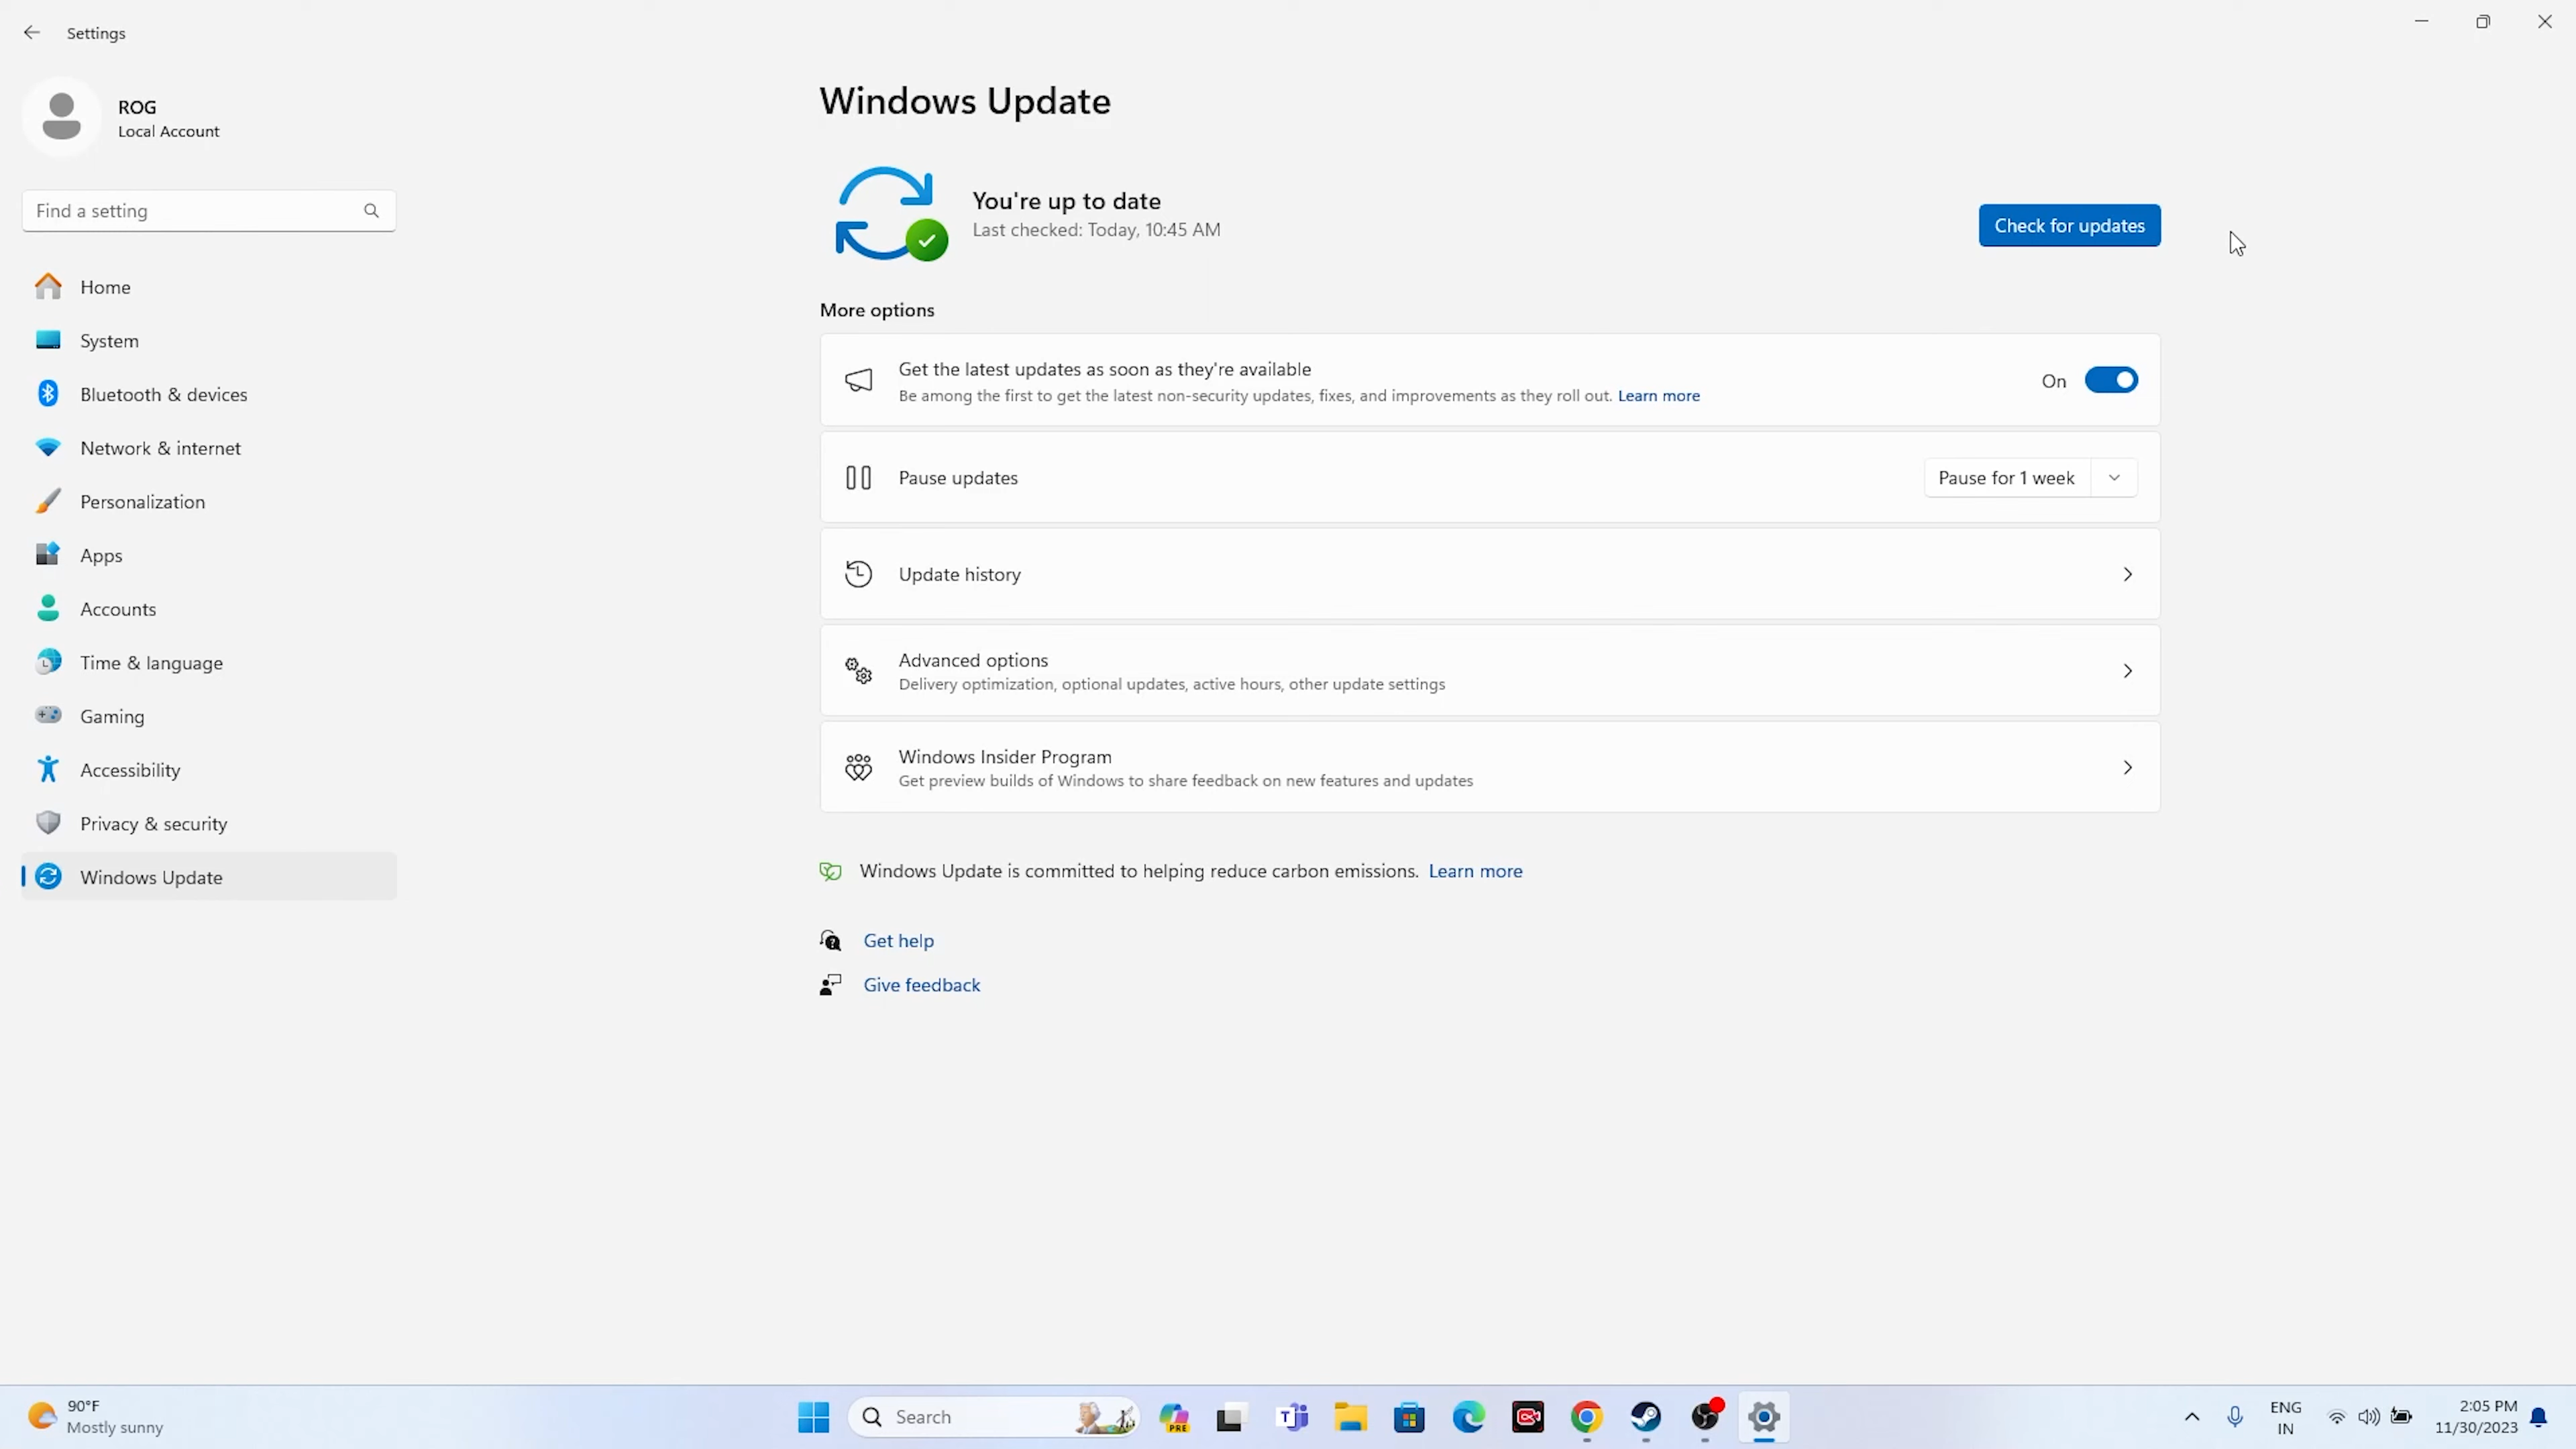 Settings
ROG
Local Account
Find a setting
Home
System
Bluetooth & devices
Network & internet
Personalization
Apps
Accounts
Time & language
Gaming
Accessibility
Privacy & security
Windows Update
Windows Update
You're up to date
Last checked: Today, 10:45 AM
Check for updates
More options
Get the latest updates as soon as they're available
Be among the first to get the latest non-security updates, fixes, and improvements as they roll out. Learn more
On
Pause updates
Pause for 1 week
Update history
Advanced options
Delivery optimization, optional updates, active hours, other update settings
Windows Insider Program
Get preview builds of Windows to share feedback on new features and updates
Windows Update is committed to helping reduce carbon emissions. Learn more
Get help
Give feedback
90°F
Mostly sunny
Search
PRE
ENG
IN
2:05 PM
11/30/2023